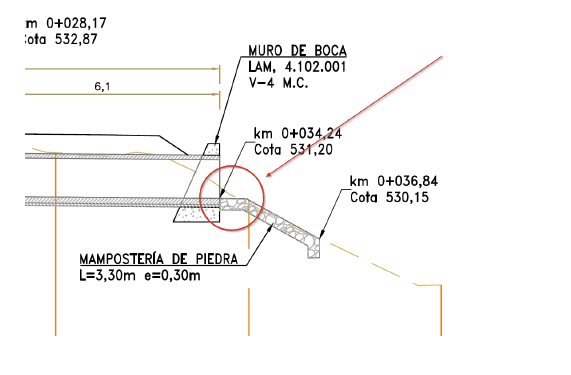 km 0+028,17
Cota 532,87
MURO DE BOCA
LAM, 4.102.001
V-4 M.C.
6,1
km 0+034,24
Cota 531,20
km 0+036,84
Cota 530,15
MAMPOSTERÍA DE PIEDRA
L=3,30m e=0,30m